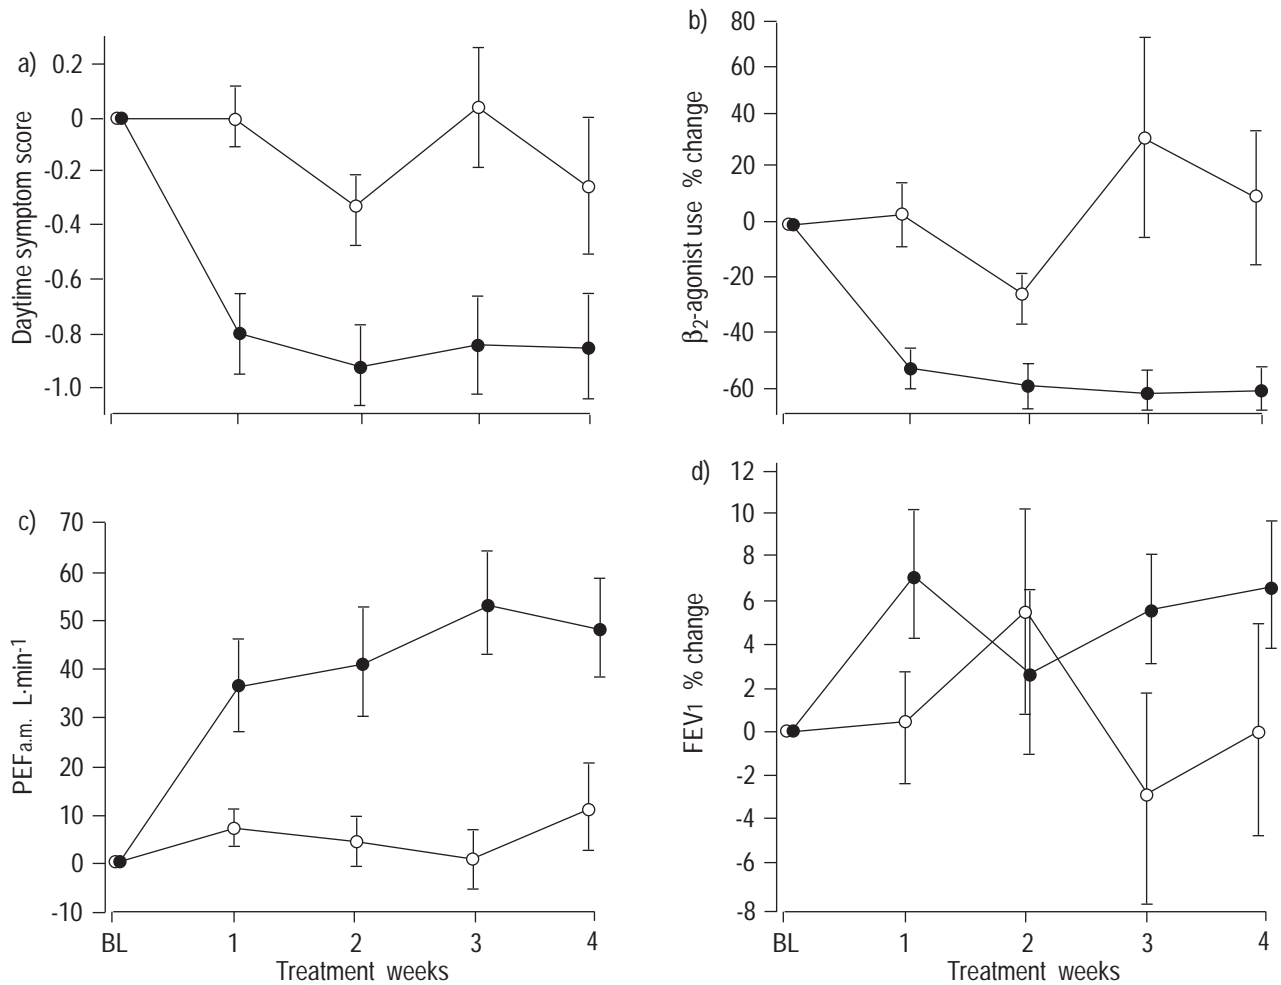 a)
Daytime symptom score
0.2
0
-0.2
-0.4
-0.6
-0.8
-1.0
b)
β2-agonist use % change
80
60
40
20
0
-20
-40
-60
c)
PEFa.m. L·min-1
70
60
50
40
30
20
10
0
-10
BL 1 2 3 4
Treatment weeks
d)
FEV1 % change
12
10
8
6
4
2
0
-2
-4
-6
-8
BL 1 2 3 4
Treatment weeks